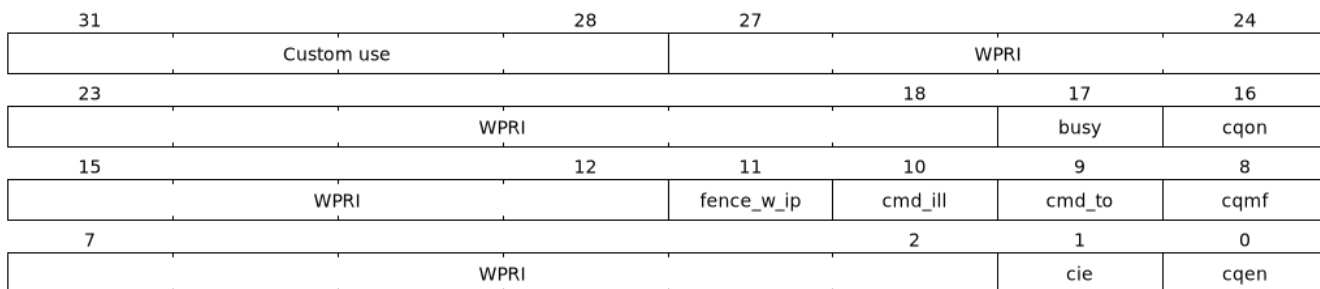 31 28 27 24
Custom use WPRI
23 18 17 16
WPRI busy cqon
15 12 11 10 9 8
WPRI fence_w_ip cmd_ill cmd_to cqmf
7 2 1 0
WPRI cie cqen